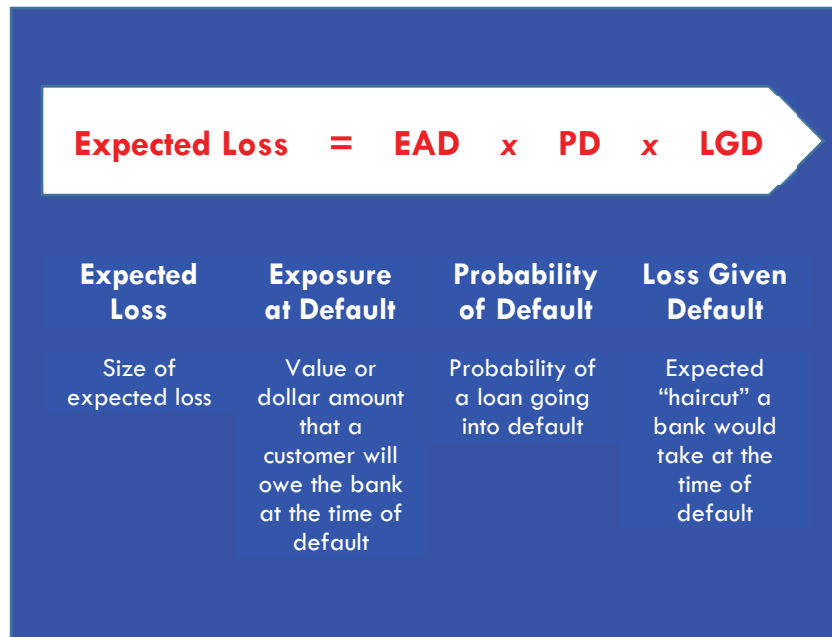 Expected Loss = EAD x PD x LGD
Expected
Loss
Size of
expected loss
Exposure
at Default
Value or
dollar amount
that a
customer will
owe the bank
at the time of
default
Probability
of Default
Probability of
a loan going
into default
Loss Given
Default
Expected
“haircut” a
bank would
take at the
time of
default